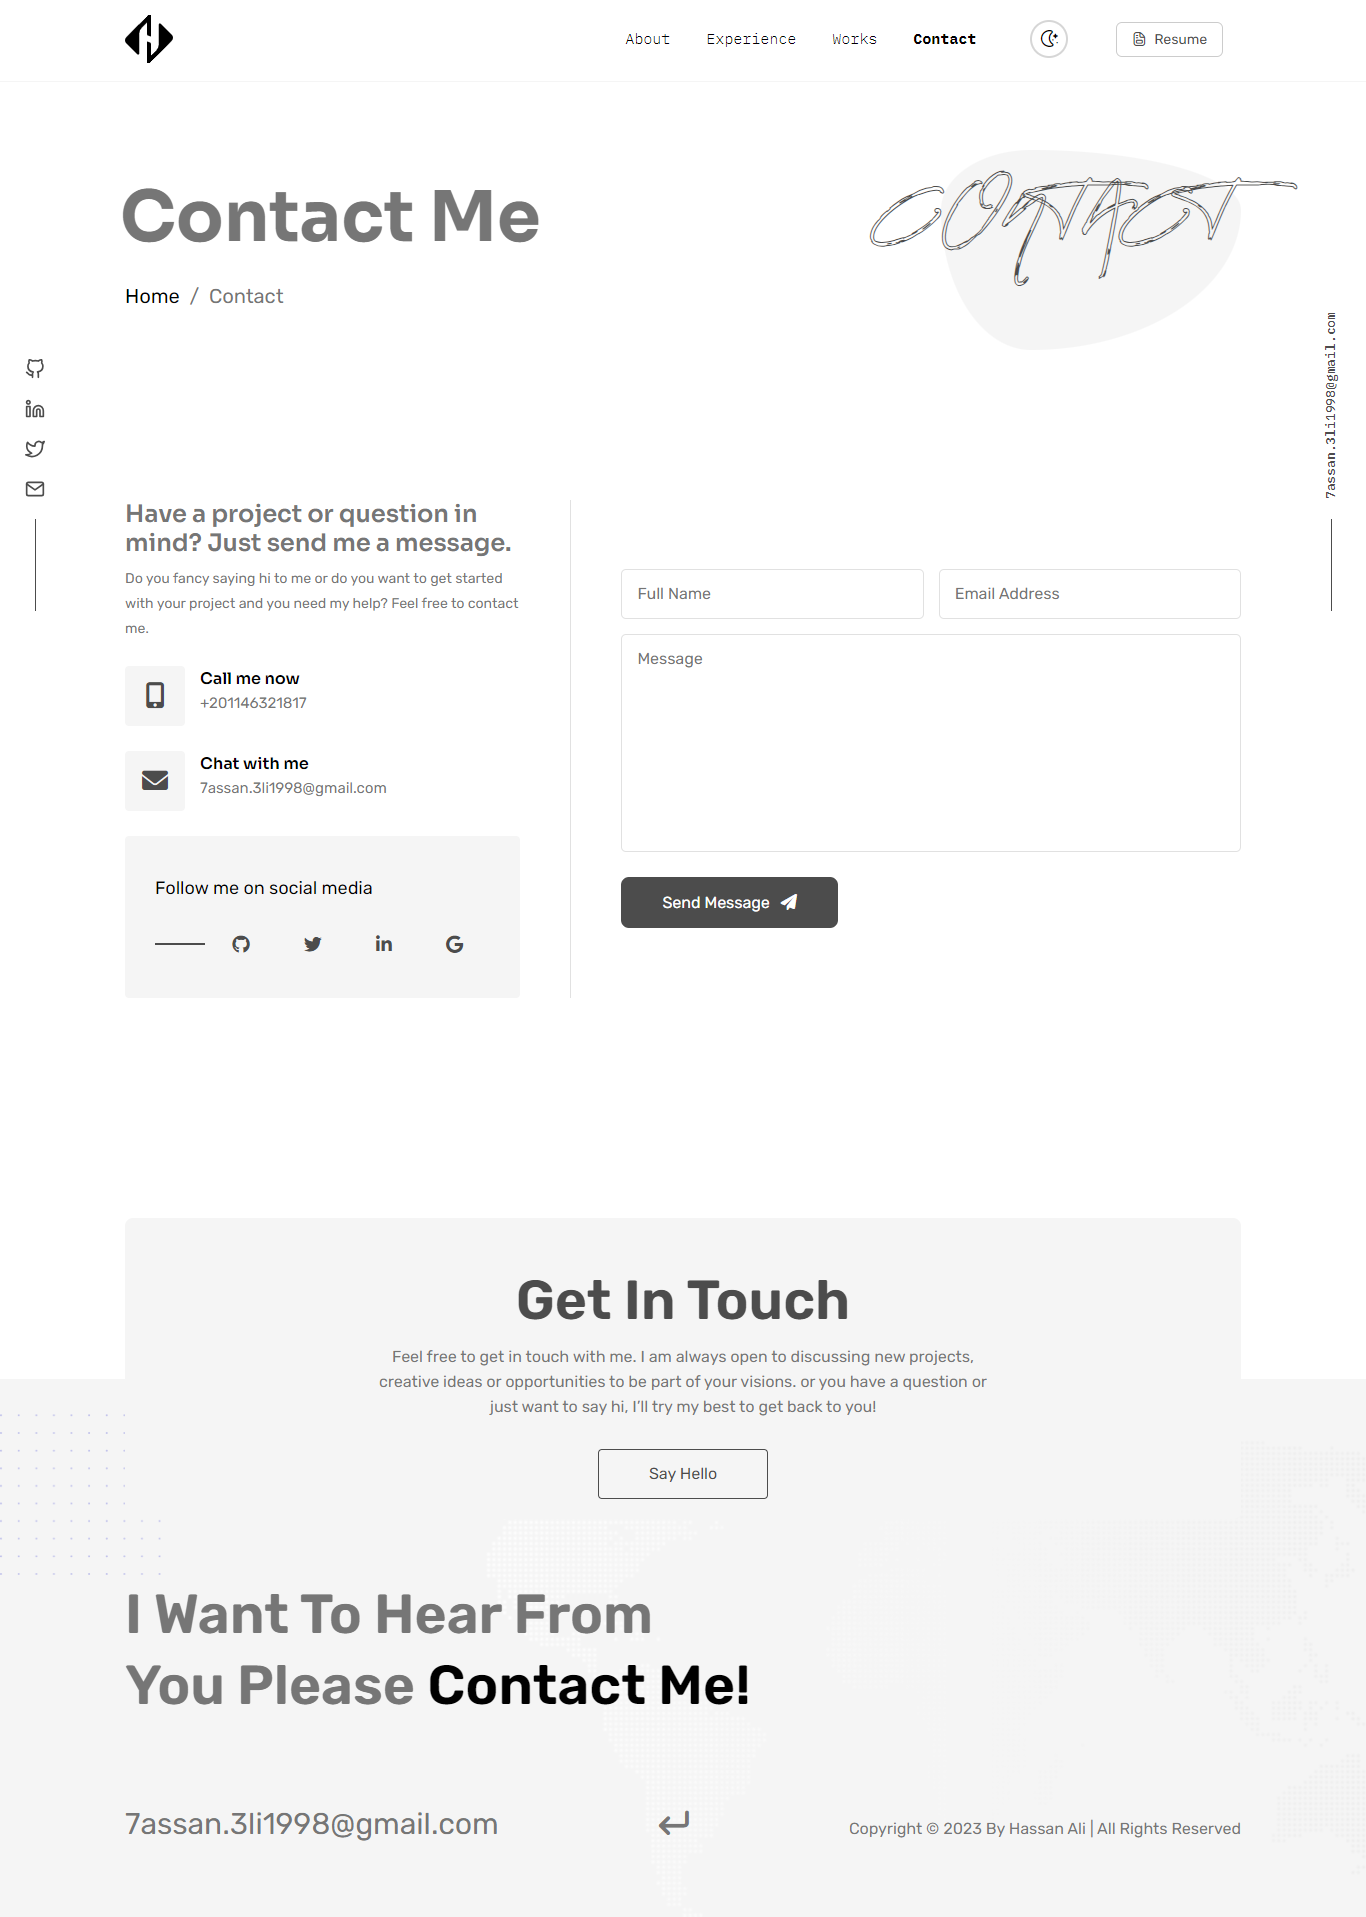 About
Experience
Works
Contact
Resume
Contact Me
CONTACT
Home / Contact
7assan.3li1998@gmail.com
Have a project or question in
mind? Just send me a message.
Do you fancy saying hi to me or do you want to get started
with your project and you need my help? Feel free to contact
me.
Call me now
+201146321817
Chat with me
7assan.3li1998@gmail.com
Follow me on social media
Full Name
Email Address
Message
Send Message
Get In Touch
Feel free to get in touch with me. I am always open to discussing new projects,
creative ideas or opportunities to be part of your visions. or you have a question or
just want to say hi, I’ll try my best to get back to you!
Say Hello
I Want To Hear From
You Please Contact Me!
7assan.3li1998@gmail.com
Copyright © 2023 By Hassan Ali | All Rights Reserved